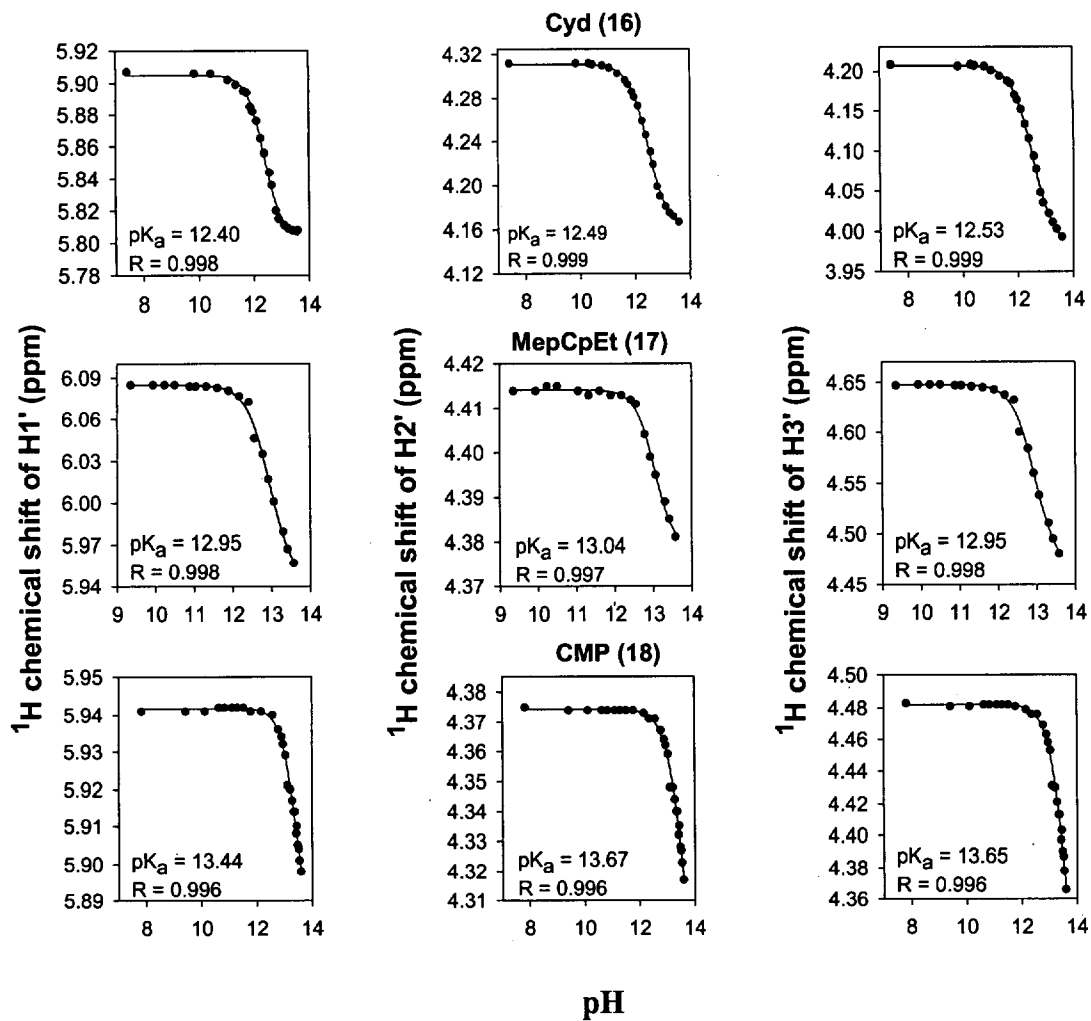 Cyd (16)
5.92
5.90
5.88
5.86
5.84
5.82
5.80
5.78
pKa = 12.40
R = 0.998
8 10 12 14
4.32
4.28
4.24
4.20
4.16
4.12
pKa = 12.49
R = 0.999
8 10 12 14
4.20
4.15
4.10
4.05
4.00
3.95
pKa = 12.53
R = 0.999
8 10 12 14
MepCpEt (17)
6.09
6.06
6.03
6.00
5.97
5.94
pKa = 12.95
R = 0.998
9 10 11 12 13 14
4.42
4.41
4.40
4.39
4.38
4.37
pKa = 13.04
R = 0.997
9 10 11 12 13 14
4.65
4.60
4.55
4.50
4.45
pKa = 12.95
R = 0.998
9 10 11 12 13 14
CMP (18)
5.95
5.94
5.93
5.92
5.91
5.90
5.89
pKa = 13.44
R = 0.996
8 10 12 14
4.38
4.37
4.36
4.35
4.34
4.33
4.32
4.31
pKa = 13.67
R = 0.996
8 10 12 14
4.50
4.48
4.46
4.44
4.42
4.40
4.38
4.36
pKa = 13.65
R = 0.996
8 10 12 14
1H chemical shift of H1' (ppm)
1H chemical shift of H2' (ppm)
1H chemical shift of H3' (ppm)
pH